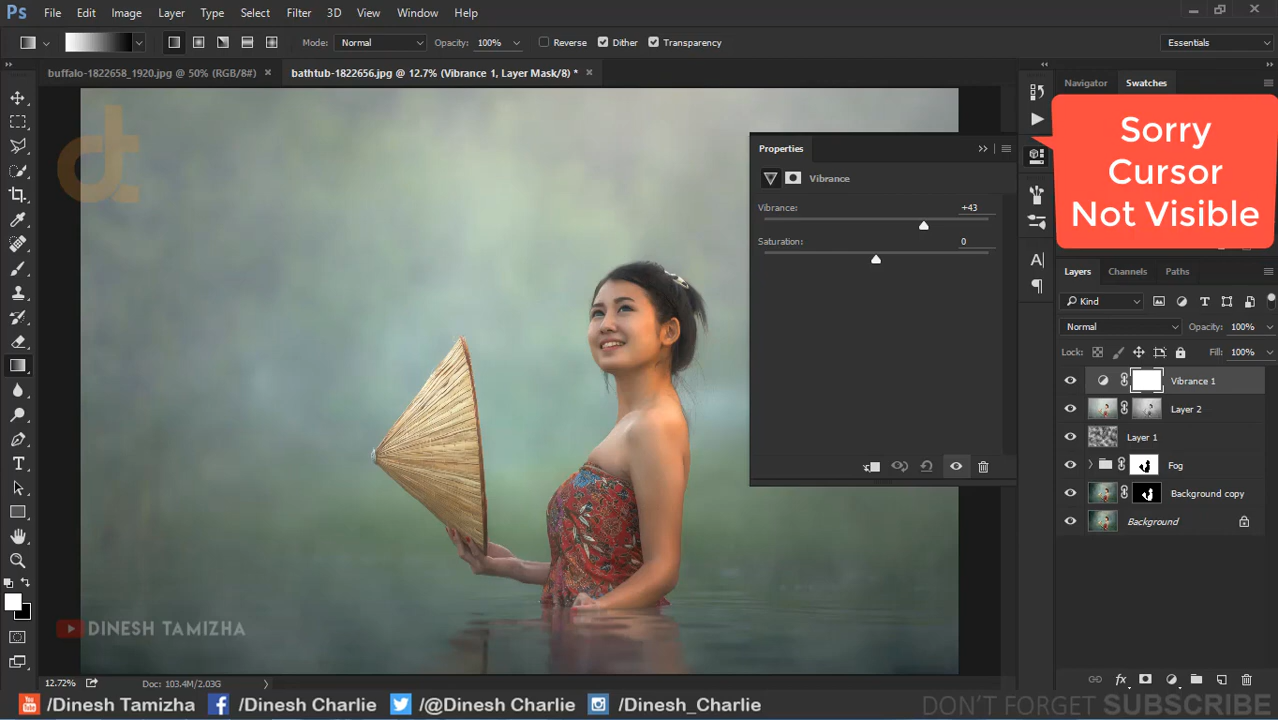 Ps File Edit Image Layer Type Select Filter 3D View Window Help
Mode: Normal Opacity: 100% Reverse Dither Transparency Essentials
buffalo-1822658_1920.jpg @ 50% (RGB/8#) × bathtub-1822656.jpg @ 12.7% (Vibrance 1, Layer Mask/8) * ×
Navigator Swatches
dt
Sorry
Cursor
Not Visible
Properties
Vibrance
Vibrance: +43
Saturation: 0
Layers Channels Paths
Kind
Normal Opacity: 100%
Lock: Fill: 100%
Vibrance 1
Layer 2
Layer 1
Fog
Background copy
Background
DINESH TAMIZHA
12.72% Doc: 103.4M/2.03G
You Tube /Dinesh Tamizha /Dinesh Charlie /@Dinesh Charlie /Dinesh_Charlie DON'T FORGET SUBSCRIBE